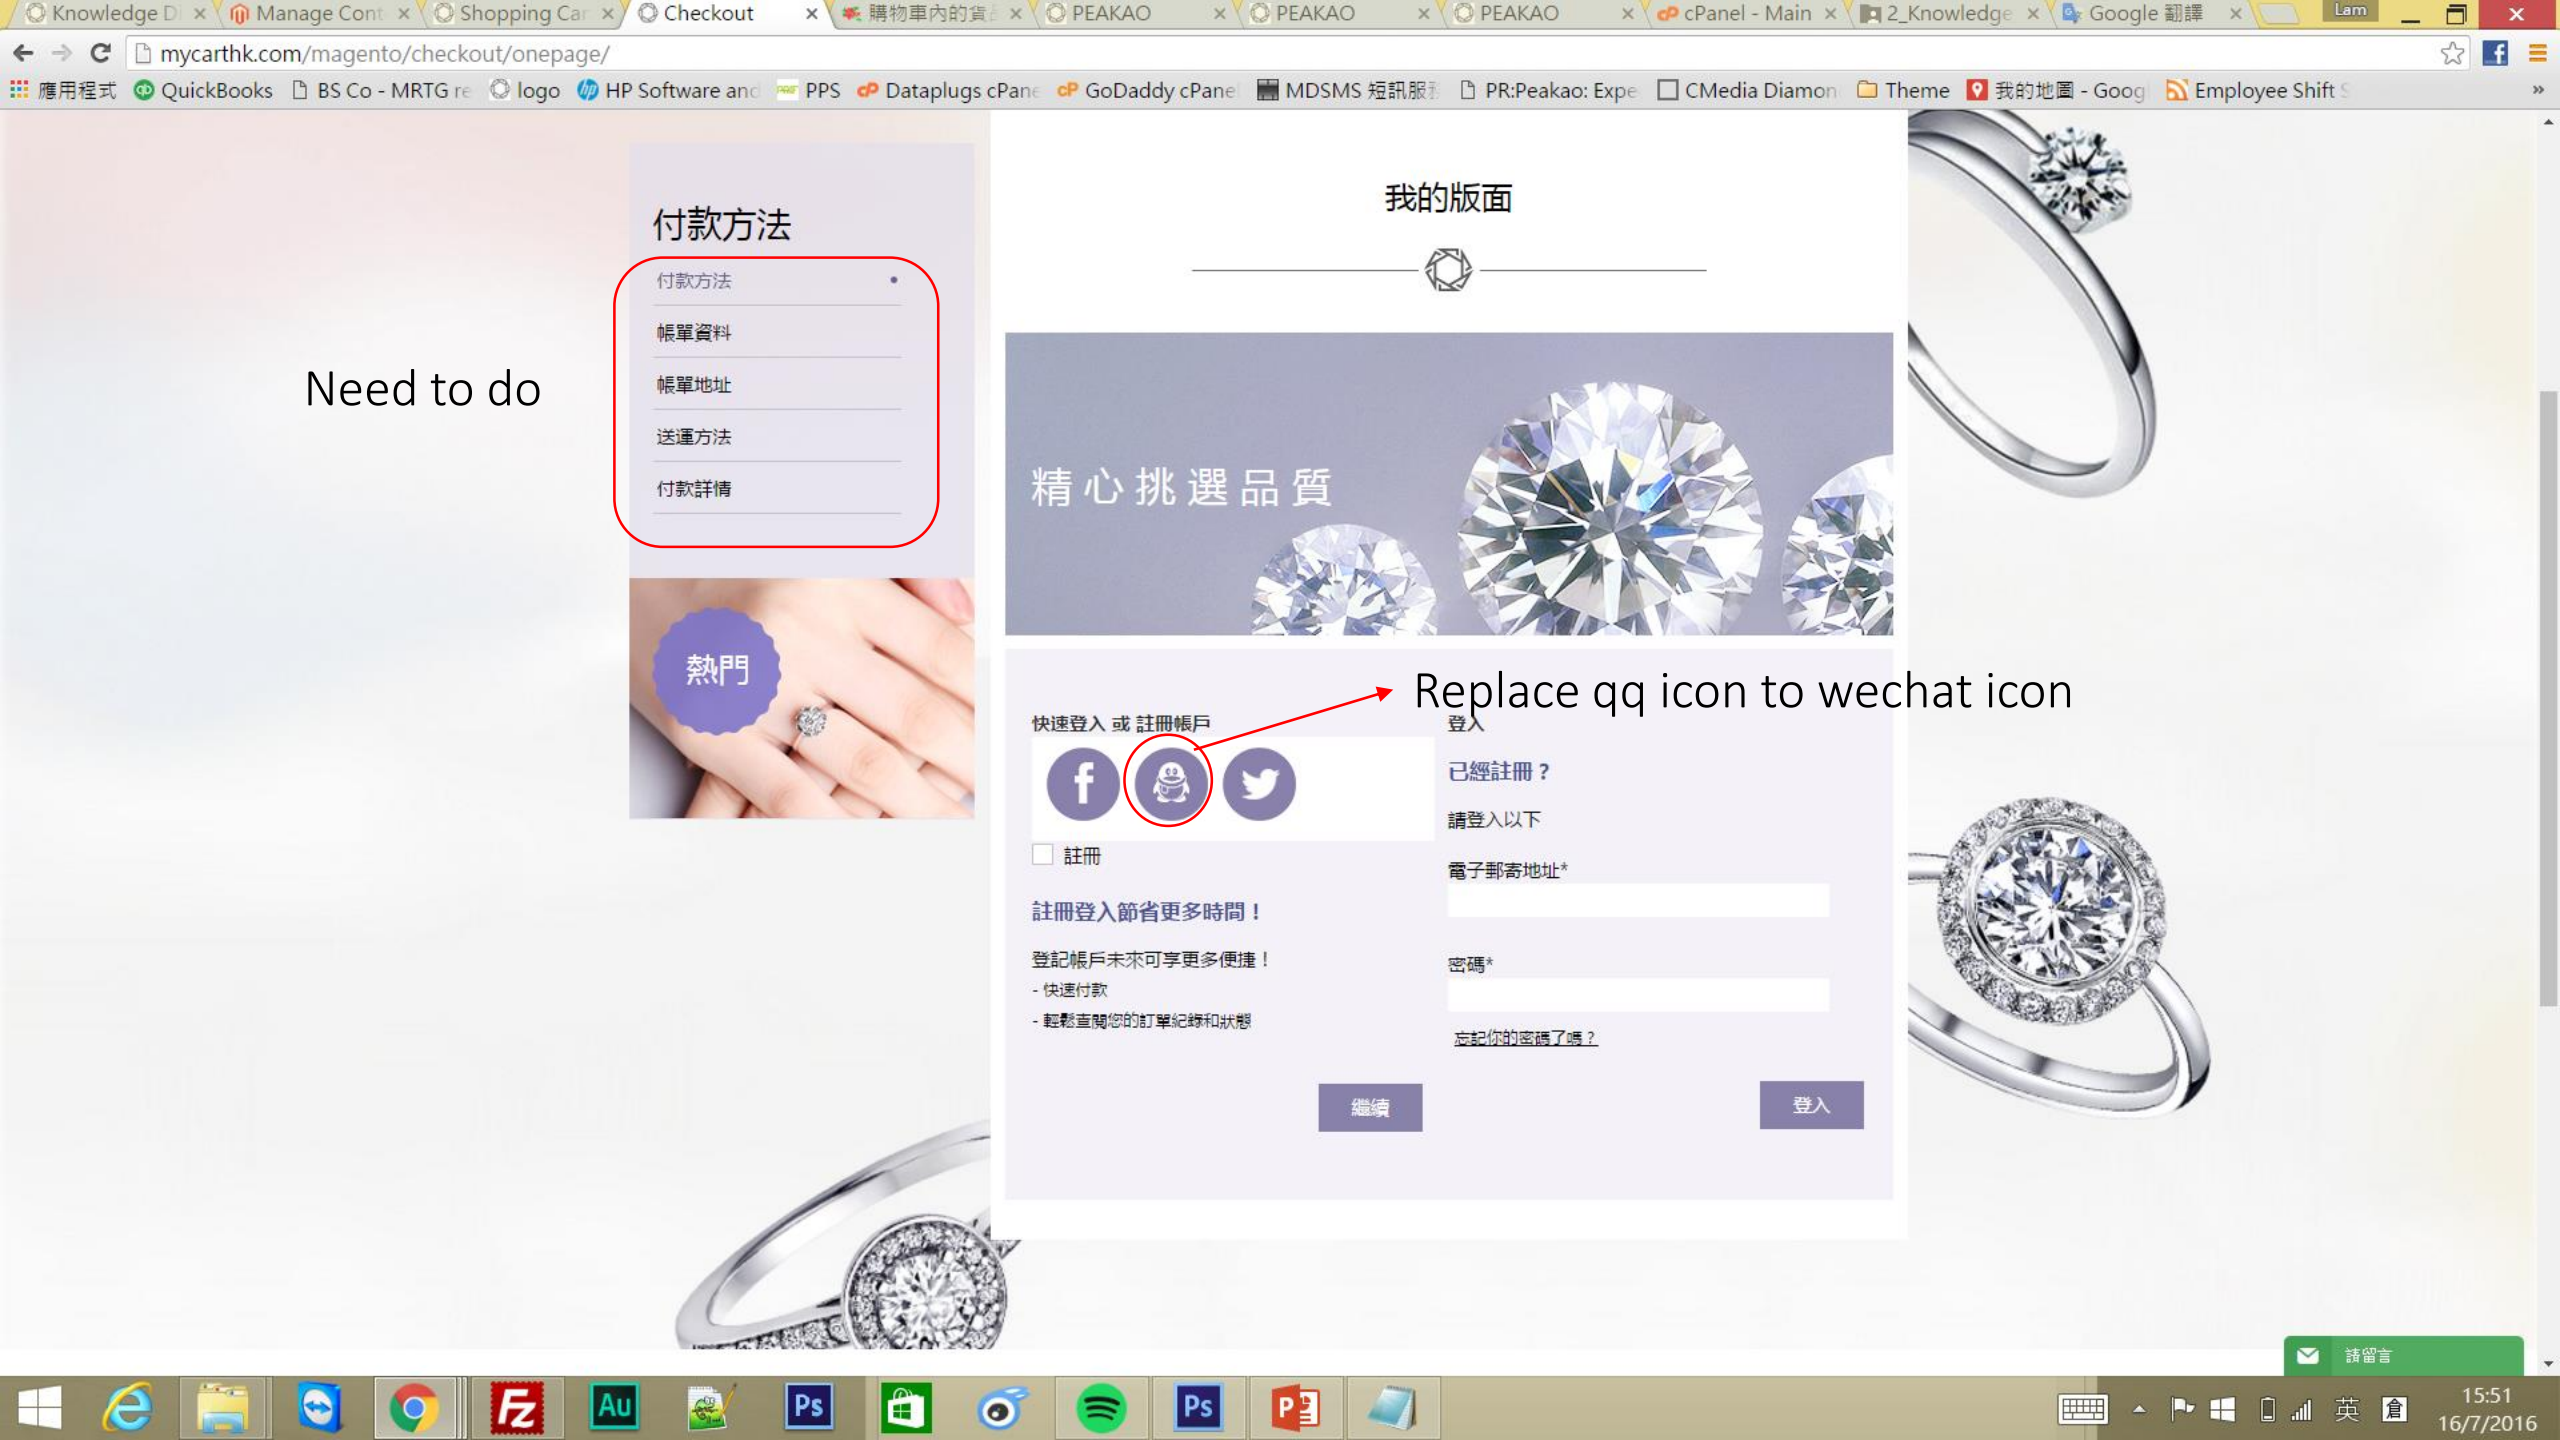 Knowledge D
Manage Cont
Shopping Car
Checkout
購物車內的貨
PEAKAO
PEAKAO
PEAKAO
cPanel - Main
2_Knowledge
Google 翻譯
Lam
mycarthk.com/magento/checkout/onepage/
應用程式
QuickBooks
BS Co - MRTG re
logo
HP Software and
PPS
Dataplugs cPane
GoDaddy cPanel
MDSMS 短訊服務
PR:Peakao: Expe
CMedia Diamon
Theme
我的地圖 - Goog
Employee Shift S
»
付款方法
付款方法
帳單資料
帳單地址
送運方法
付款詳情
Need to do
熱門
我的版面
精心挑選品質
Replace qq icon to wechat icon
快速登入 或 註冊帳戶
註冊
註冊登入節省更多時間！
登記帳戶未來可享更多便捷！
- 快速付款
- 輕鬆查閱您的訂單紀錄和狀態
繼續
登入
已經註冊？
請登入以下
電子郵寄地址*
密碼*
忘記你的密碼了嗎？
登入
請留言
Au
Ps
Ps
英
倉
15:51
16/7/2016